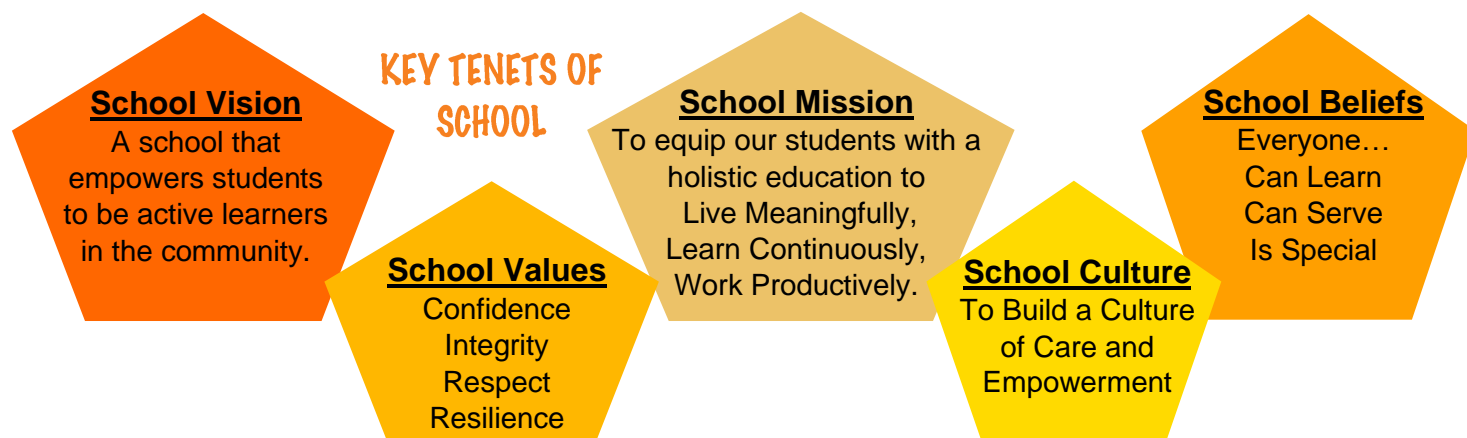 KEY TENETS OF
SCHOOL
School Vision
A school that
empowers students
to be active learners
in the community.
School Values
Confidence
Integrity
Respect
Resilience
School Mission
To equip our students with a
holistic education to
Live Meaningfully,
Learn Continuously,
Work Productively.
School Culture
To Build a Culture
of Care and
Empowerment
School Beliefs
Everyone…
Can Learn
Can Serve
Is Special